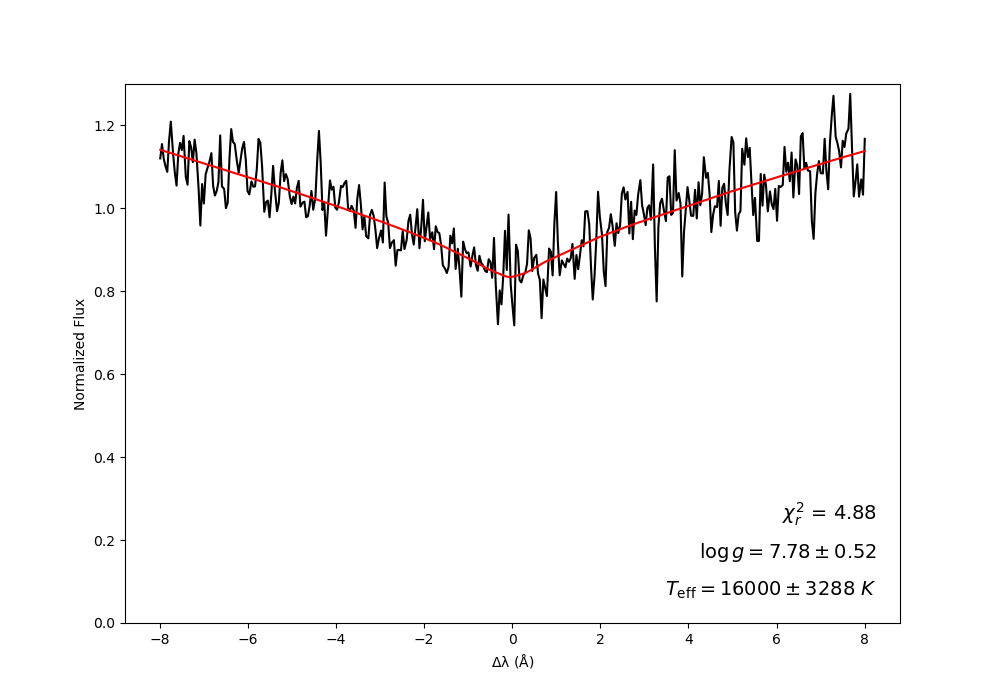 1.2
1.0
0.8
0.6
0.4
0.2
0.0
Normalized Flux
χ²ᵣ = 4.88
log g = 7.78 ± 0.52
T_eff = 16000 ± 3288 K
−8 −6 −4 −2 0 2 4 6 8
Δλ (Å)